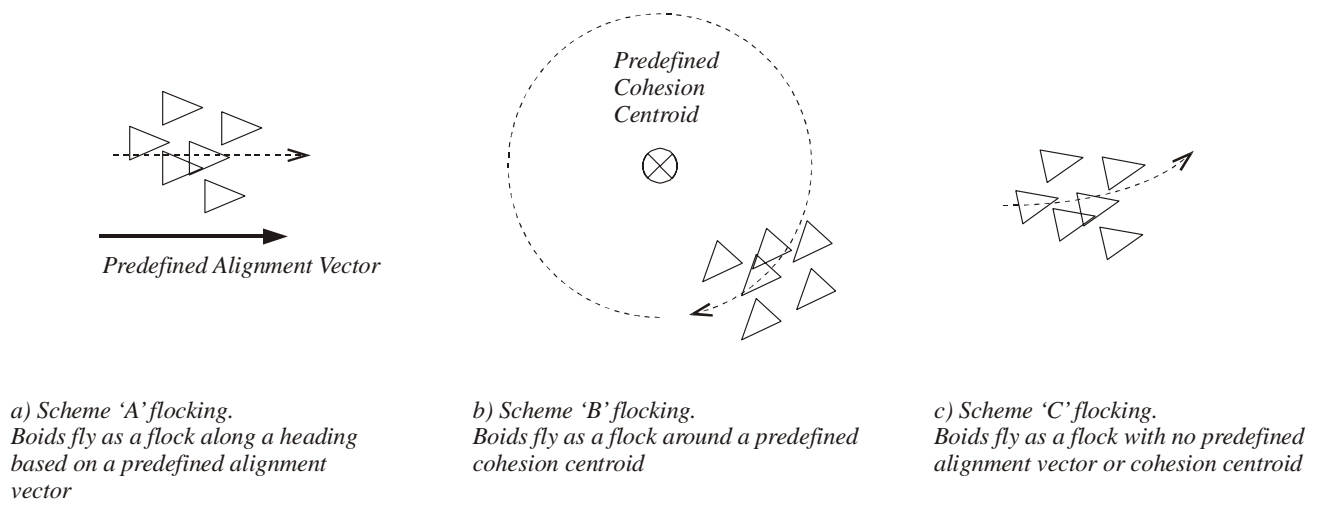 Predefined
Cohesion
Centroid
Predefined Alignment Vector
a) Scheme ‘A’ flocking.
Boids fly as a flock along a heading
based on a predefined alignment
vector
b) Scheme ‘B’ flocking.
Boids fly as a flock around a predefined
cohesion centroid
c) Scheme ‘C’ flocking.
Boids fly as a flock with no predefined
alignment vector or cohesion centroid